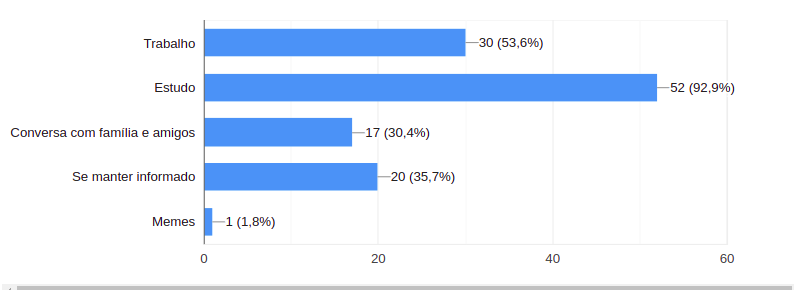 Trabalho 30 (53,6%)
Estudo 52 (92,9%)
Conversa com família e amigos 17 (30,4%)
Se manter informado 20 (35,7%)
Memes 1 (1,8%)
0 20 40 60